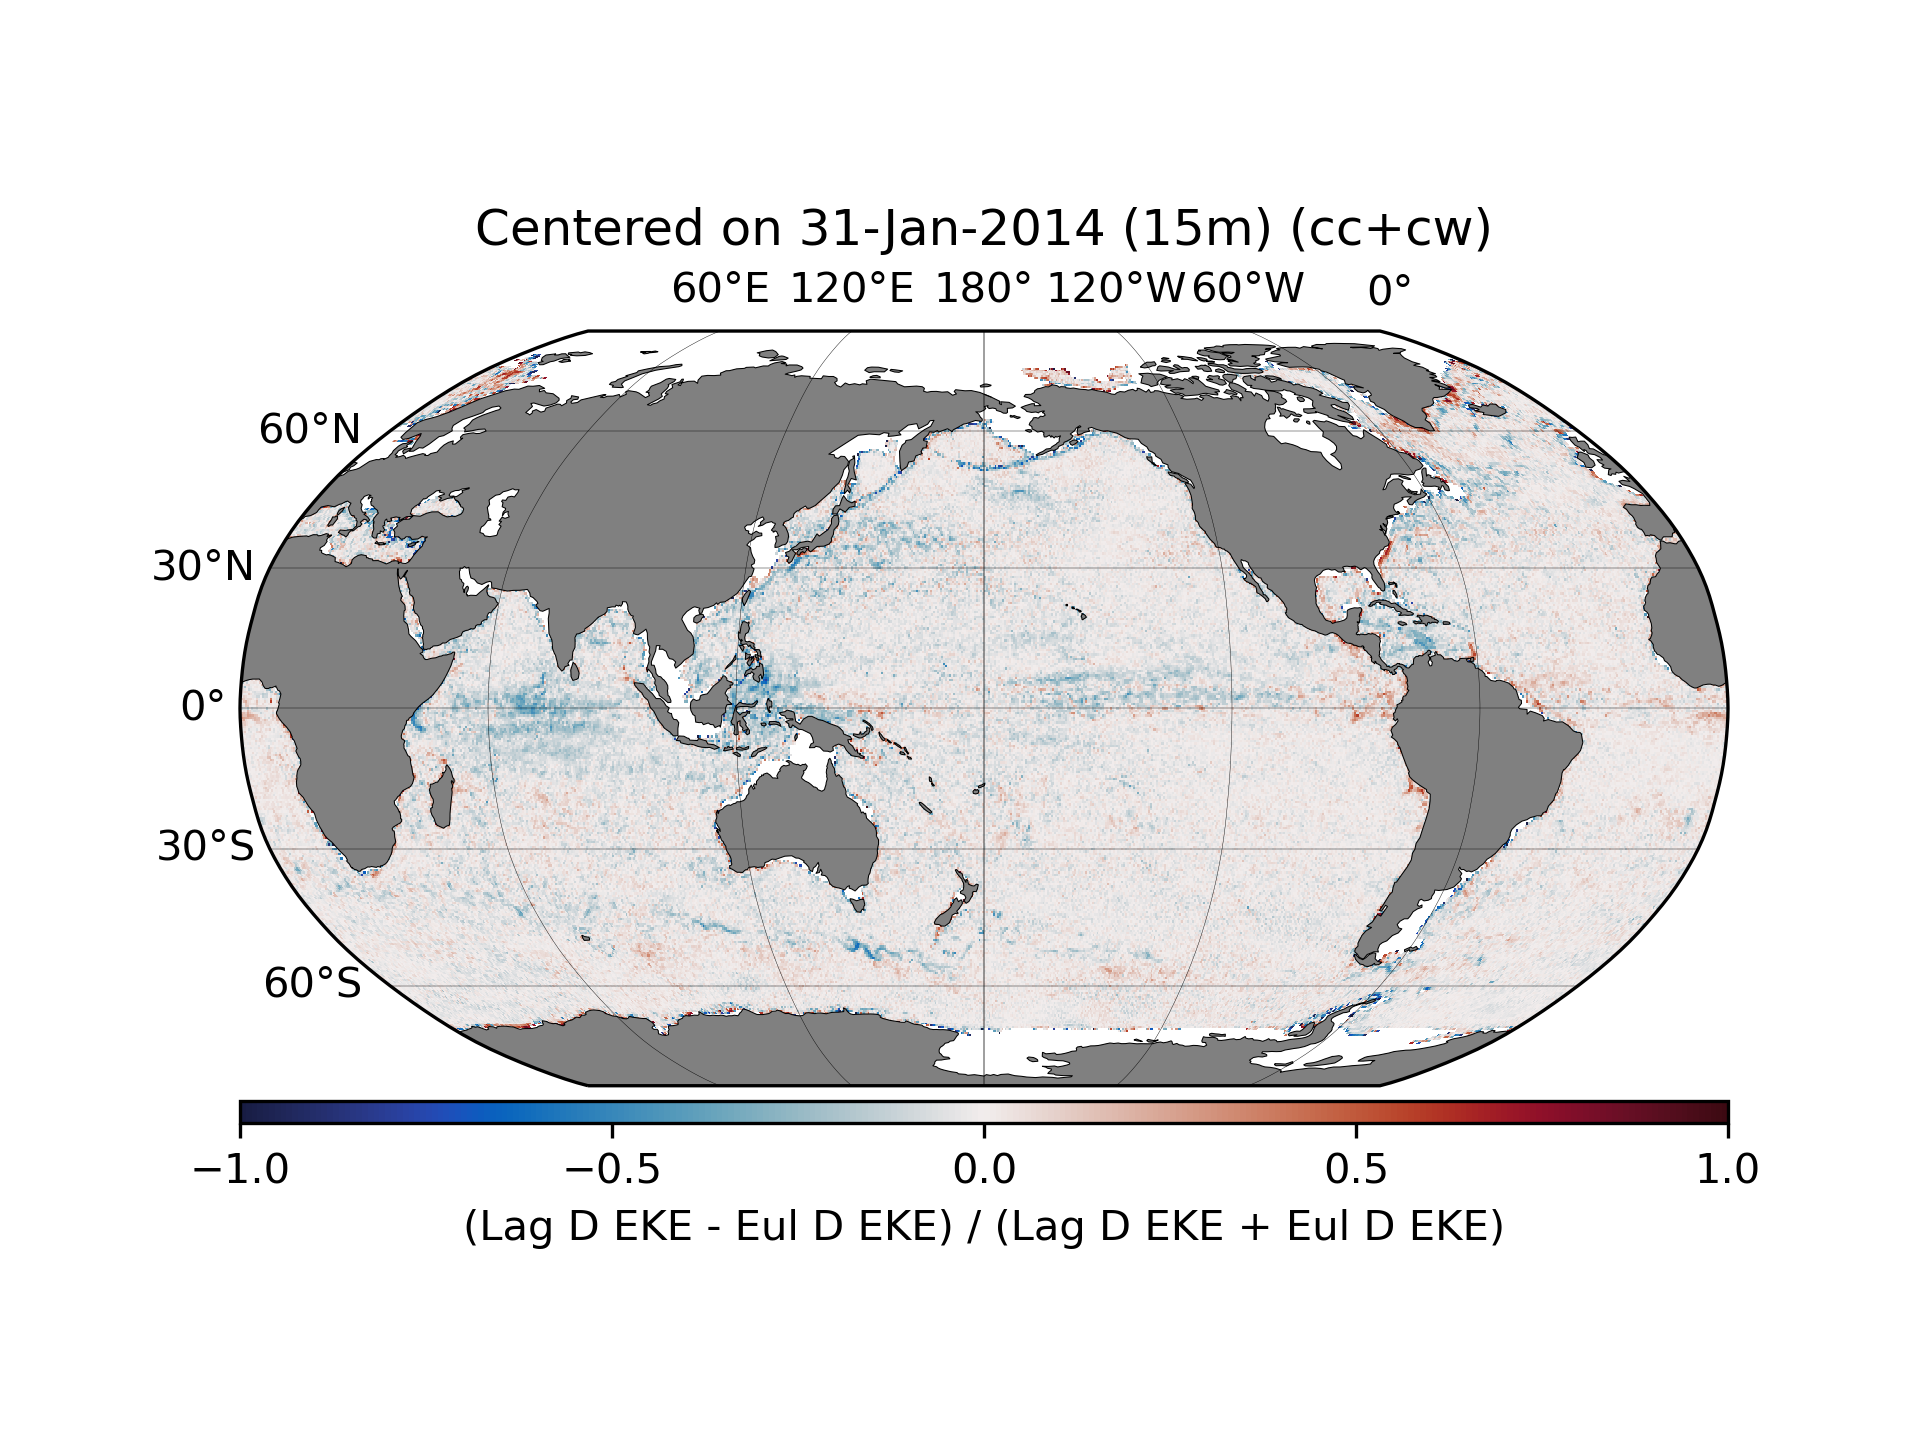 Centered on 31-Jan-2014 (15m) (cc+cw)
60°E 120°E 180° 120°W 60°W 0°
60°N
30°N
0°
30°S
60°S
−1.0 −0.5 0.0 0.5 1.0
(Lag D EKE - Eul D EKE) / (Lag D EKE + Eul D EKE)